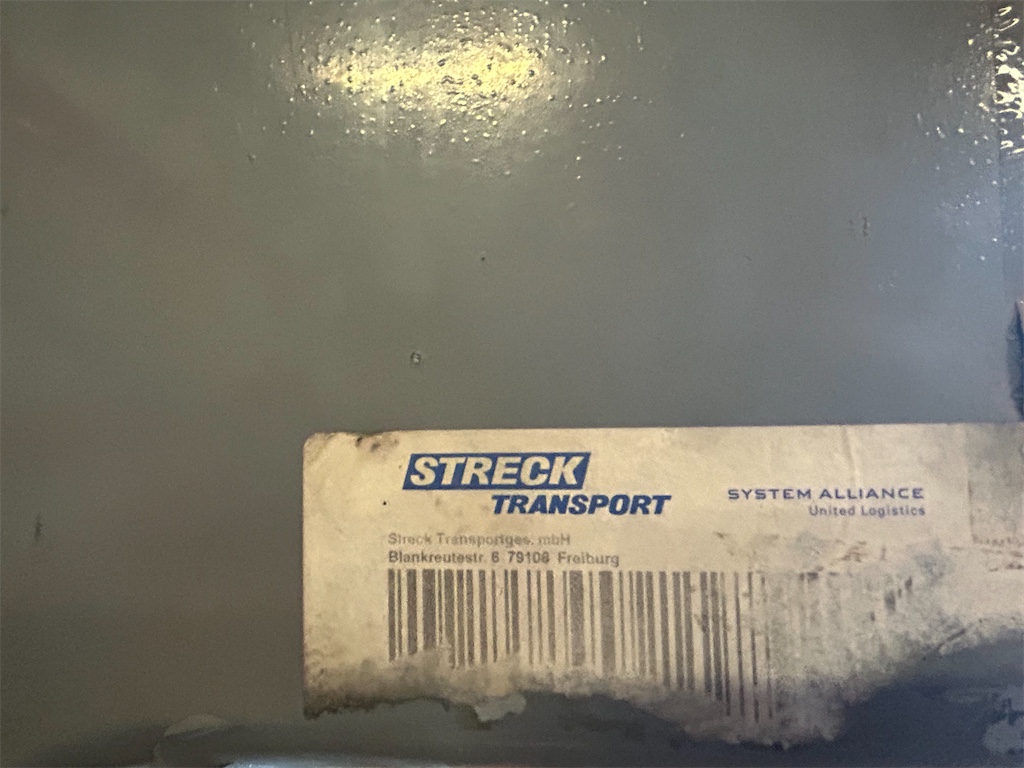 STRECK
TRANSPORT
SYSTEM ALLIANCE
United Logistics
Streck Transportges. mbH
Blankreutestr. 6 79108 Freiburg